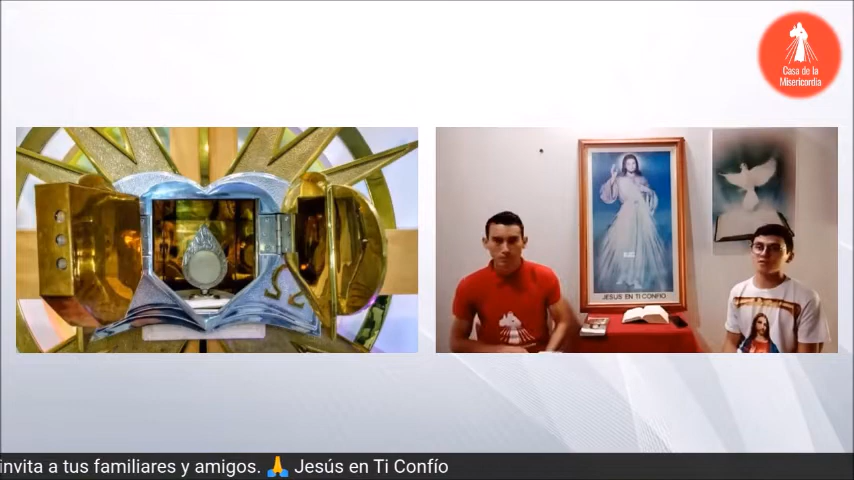 Casa de la
Misericordia
JESUS EN TI CONFIO
invita a tus familiares y amigos. 🙏 Jesús en Ti Confío